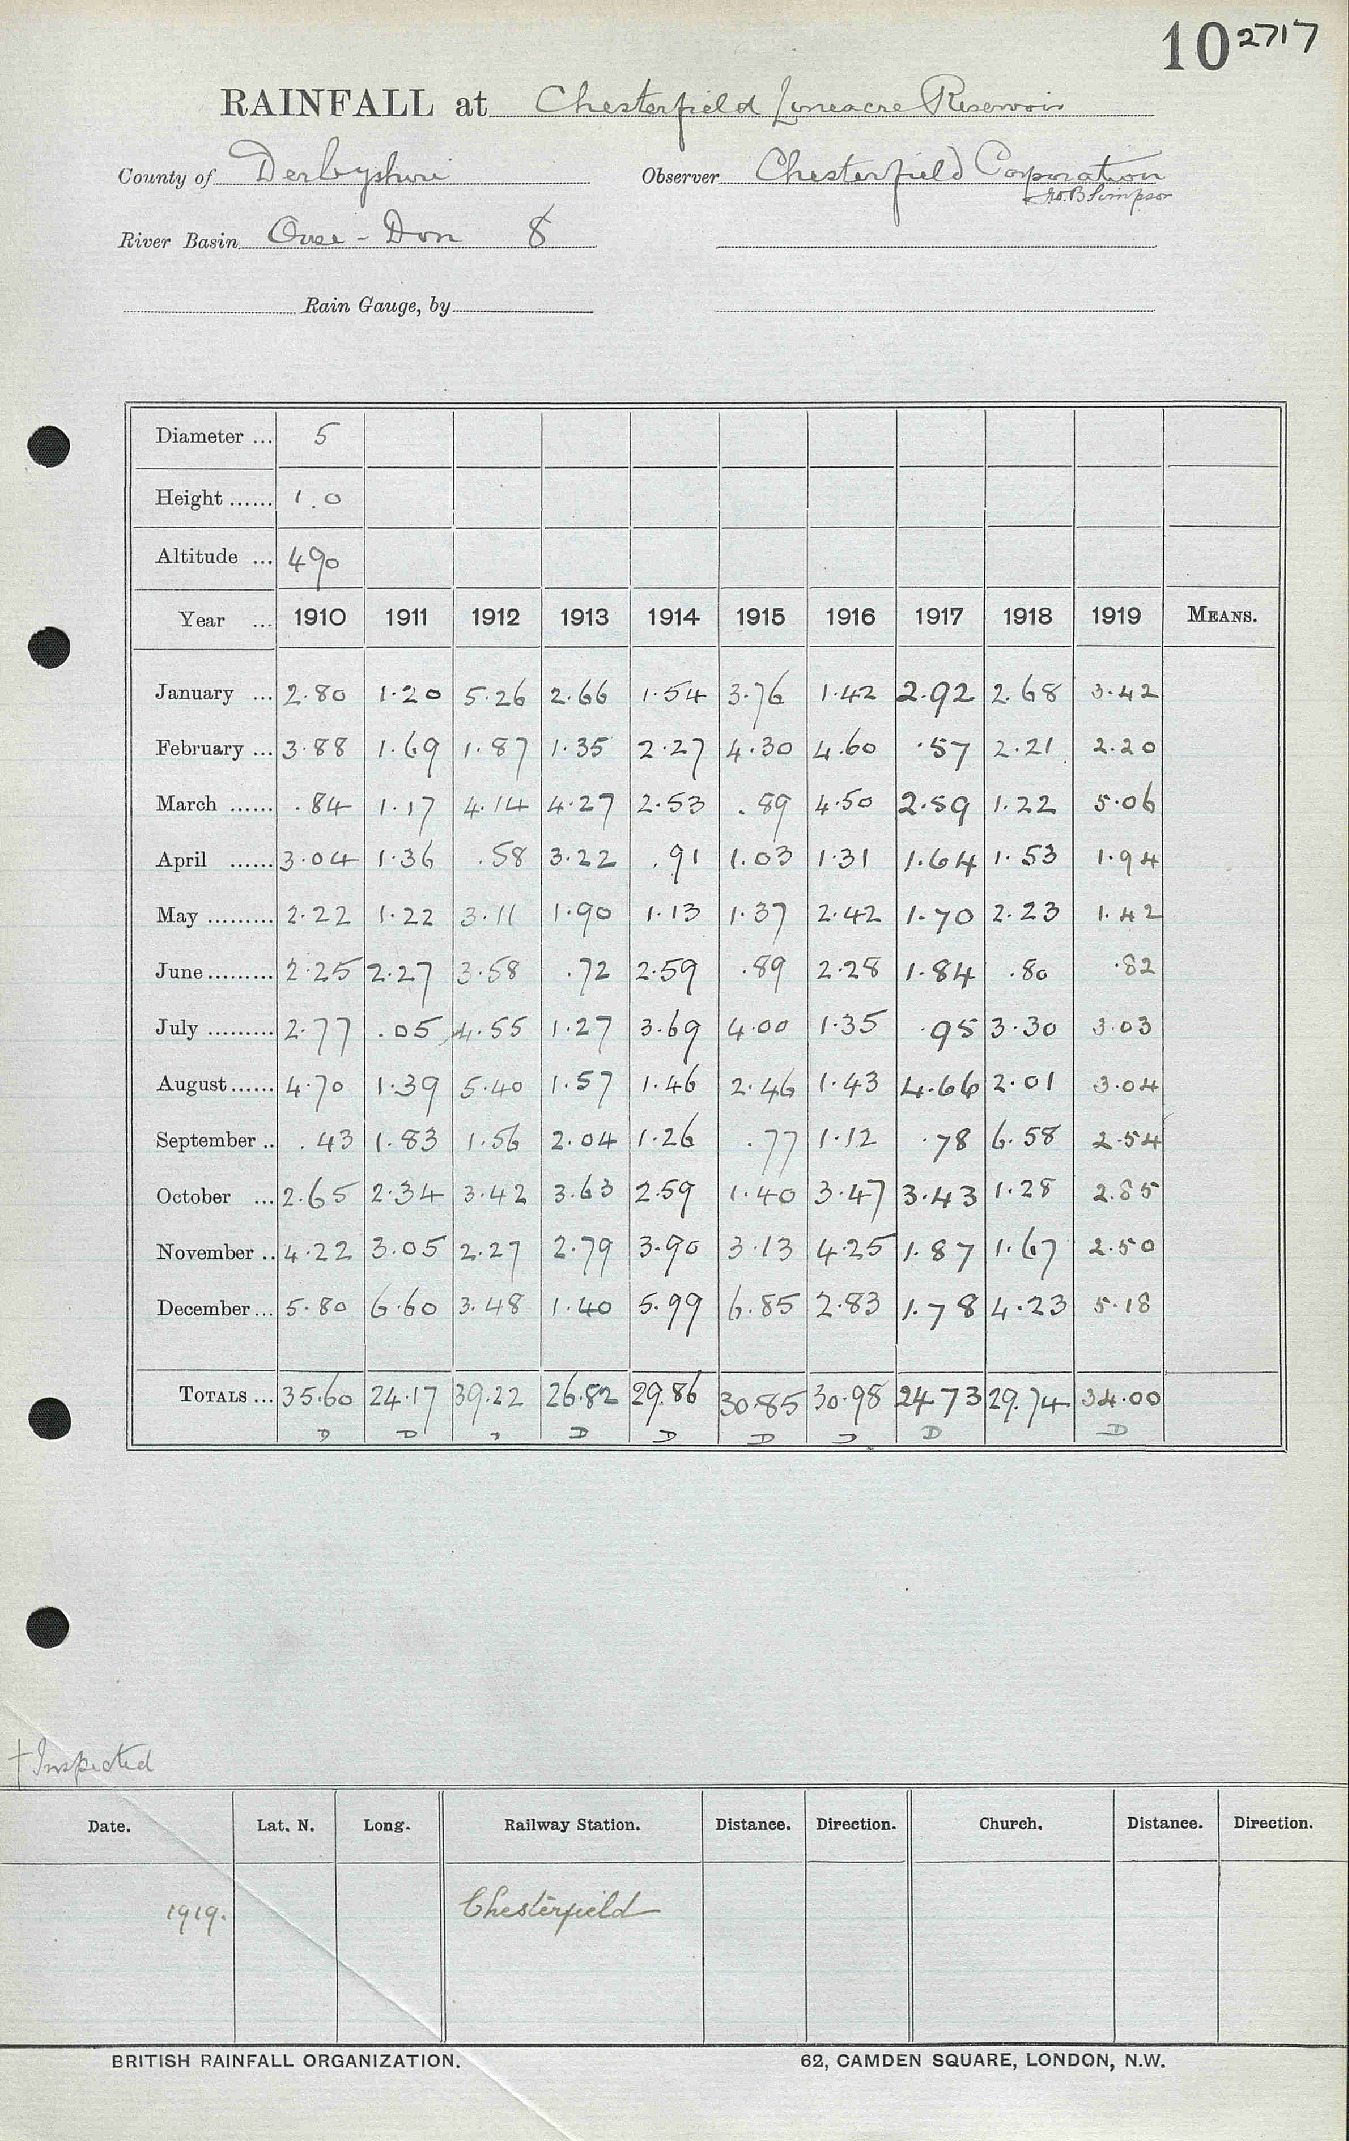 10 2717
RAINFALL at Chesterfield Linacre Reservoir
County of Derbyshire Observer Chesterfield Corporation
B Simpson
River Basin Ouse - Don 8
Rain Gauge, by
Diameter ... 5
Height ...... 1.0
Altitude ... 490
Year ... 1910 1911 1912 1913 1914 1915 1916 1917 1918 1919 MEANS.
January ... 2.80 1.20 5.26 2.66 1.54 3.76 1.42 2.92 2.68 3.42
February ... 3.88 1.69 1.87 1.35 2.27 4.30 4.60 .57 2.21 2.20
March ...... .84 1.17 4.14 4.27 2.53 .89 4.50 2.59 1.22 5.06
April ...... 3.04 1.36 .58 3.22 .91 1.03 1.31 1.64 1.53 1.94
May ......... 2.22 1.22 3.11 1.90 1.13 1.37 2.42 1.70 2.23 1.42
June ......... 2.25 2.27 3.58 .72 2.59 .89 2.28 1.84 .80 .82
July ......... 2.77 .05 4.55 1.27 3.69 4.00 1.35 .95 3.30 3.03
August...... 4.70 1.39 5.40 1.57 1.46 2.46 1.43 4.66 2.01 3.04
September .. .43 1.83 1.56 2.04 1.26 .77 1.12 .78 6.58 2.54
October ... 2.65 2.34 3.42 3.63 2.59 1.40 3.47 3.43 1.28 2.85
November .. 4.22 3.05 2.27 2.79 3.90 3.13 4.25 1.87 1.67 2.50
December ... 5.80 6.60 3.48 1.40 5.99 6.85 2.83 1.78 4.23 5.18
TOTALS ... 35.60 24.17 39.22 26.82 29.86 30.85 30.98 24.73 29.74 34.00
D D D D D D D D
† Inspected
Date. Lat. N. Long. Railway Station. Distance. Direction. Church. Distance. Direction.
1919. Chesterfield
BRITISH RAINFALL ORGANIZATION. 62, CAMDEN SQUARE, LONDON, N.W.